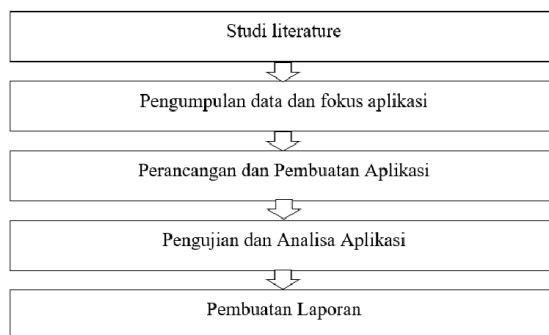 Studi literature
Pengumpulan data dan fokus aplikasi
Perancangan dan Pembuatan Aplikasi
Pengujian dan Analisa Aplikasi
Pembuatan Laporan